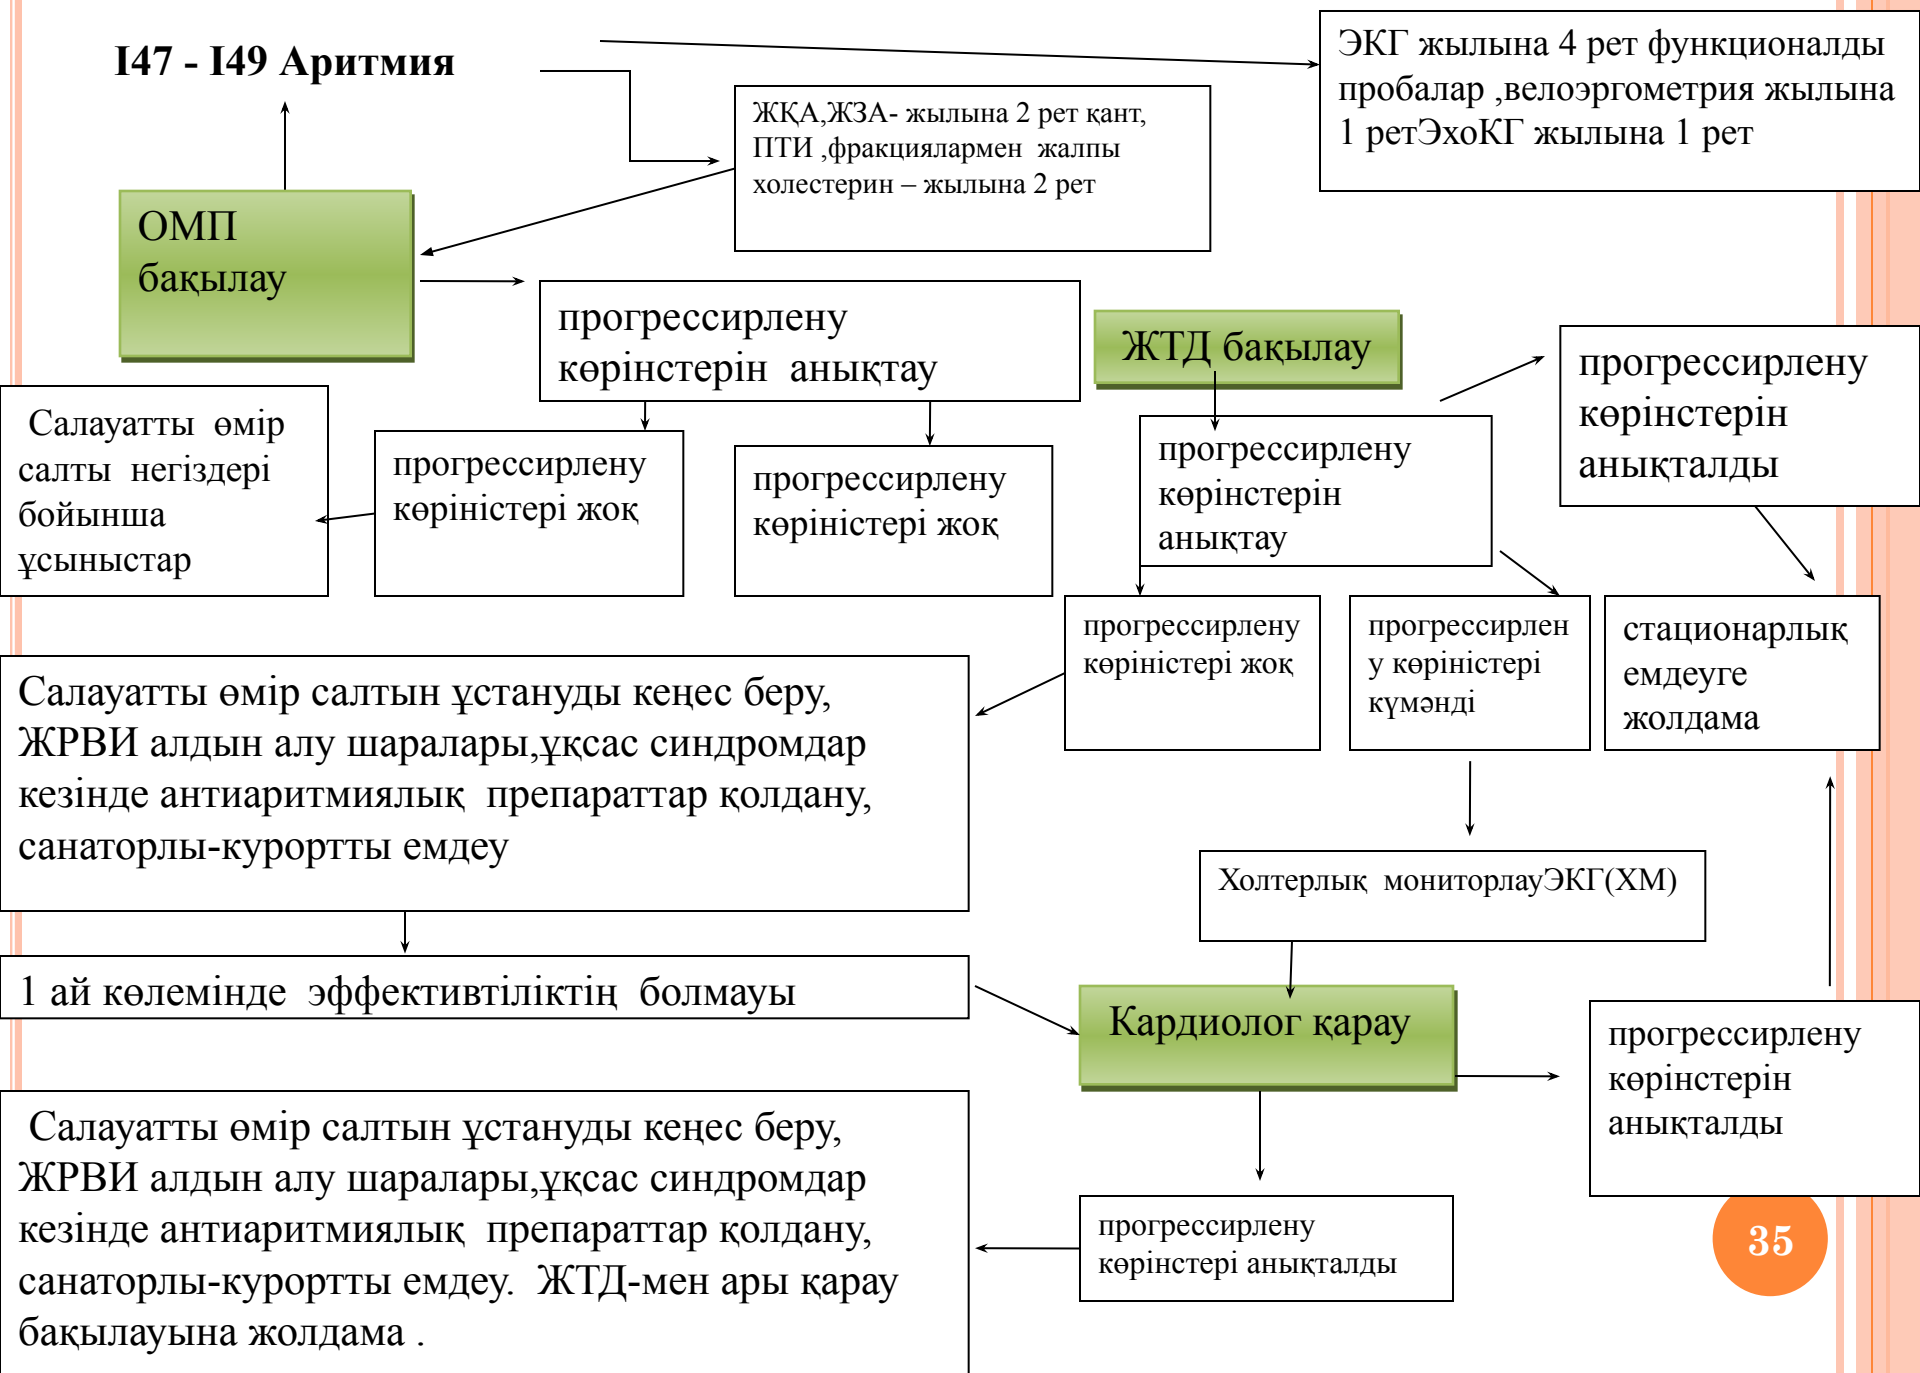 I47 - I49 Аритмия
ЭКГ жылына 4 рет функционалды
пробалар ,велоэргометрия жылына
1 ретЭхоКГ жылына 1 рет
ЖҚА,ЖЗА- жылына 2 рет қант,
ПТИ ,фракциялармен  жалпы
холестерин – жылына 2 рет
ОМП
бақылау
прогрессирлену
көрінстерін  анықтау
ЖТД бақылау
прогрессирлену
көрінстерін
анықталды
Салауатты  өмір
салты  негіздері
бойынша
ұсыныстар
прогрессирлену
көріністері жоқ
прогрессирлену
көріністері жоқ
прогрессирлену
көрінстерін
анықтау
прогрессирлену
көріністері жоқ
прогрессирлен
у көріністері
күмәнді
стационарлық
емдеуге
жолдама
Салауатты өмір салтын ұстануды кеңес беру,
ЖРВИ алдын алу шаралары,ұқсас синдромдар
кезінде антиаритмиялық  препараттар қолдану,
санаторлы-курортты емдеу
Холтерлық  мониторлауЭКГ(ХМ)
1 ай көлемінде  эффективтіліктің  болмауы
Кардиолог қарау
прогрессирлену
көрінстерін
анықталды
Салауатты өмір салтын ұстануды кеңес беру,
ЖРВИ алдын алу шаралары,ұқсас синдромдар
кезінде антиаритмиялық  препараттар қолдану,
санаторлы-курортты емдеу.  ЖТД-мен ары қарау
бақылауына жолдама .
прогрессирлену
көрінстері анықталды
35